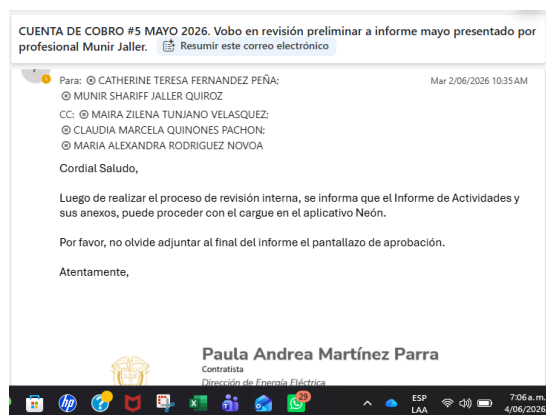 CUENTA DE COBRO #5 MAYO 2026. Vobo en revisión preliminar a informe mayo presentado por
profesional Munir Jaller. Resumir este correo electrónico
Para: CATHERINE TERESA FERNANDEZ PEÑA;
MUNIR SHARIFF JALLER QUIROZ
Mar 2/06/2026 10:35 AM
CC: MAIRA ZILENA TUNJANO VELASQUEZ;
CLAUDIA MARCELA QUINONES PACHON;
MARIA ALEXANDRA RODRIGUEZ NOVOA
Cordial Saludo,
Luego de realizar el proceso de revisión interna, se informa que el Informe de Actividades y
sus anexos, puede proceder con el cargue en el aplicativo Neón.
Por favor, no olvide adjuntar al final del informe el pantallazo de aprobación.
Atentamente,
Paula Andrea Martínez Parra
Contratista
Dirección de Energía Eléctrica
29
ESP
LAA
7:06 a. m.
4/06/2026